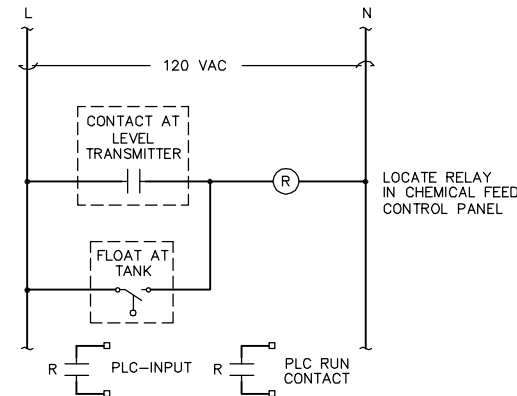 L
N
120 VAC
CONTACT AT
LEVEL
TRANSMITTER
R
LOCATE RELAY
IN CHEMICAL FEED
CONTROL PANEL
FLOAT AT
TANK
R
PLC-INPUT
R
PLC RUN
CONTACT